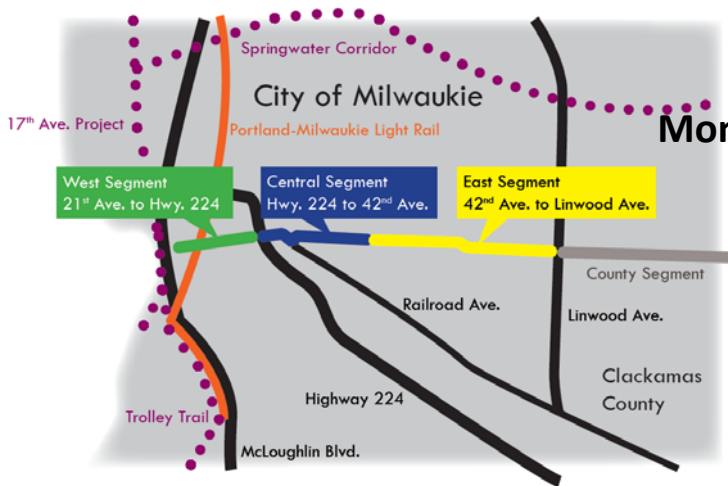 Springwater Corridor
City of Milwaukie
17th Ave. Project
Portland-Milwaukie Light Rail
Mor
West Segment
21st Ave. to Hwy. 224
Central Segment
Hwy. 224 to 42nd Ave.
East Segment
42nd Ave. to Linwood Ave.
County Segment
Railroad Ave.
Linwood Ave.
Clackamas
County
Highway 224
Trolley Trail
McLoughlin Blvd.